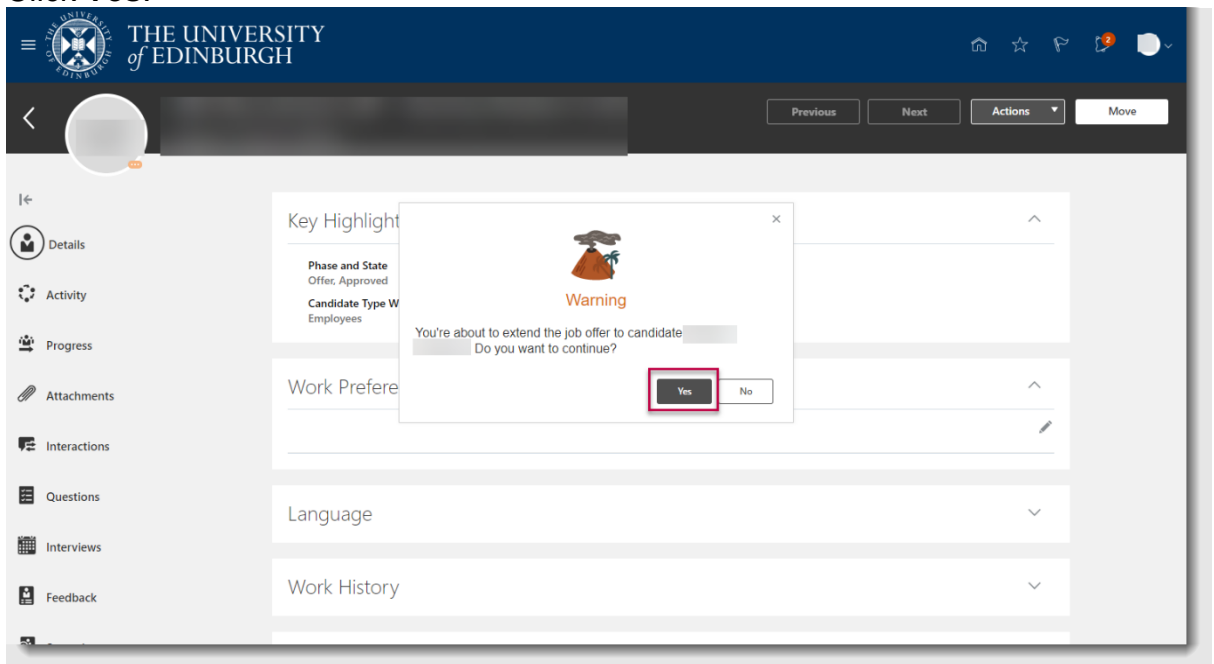 THE UNIVERSITY
of EDINBURGH
2
Previous
Next
Actions
Move
Details
Activity
Progress
Attachments
Interactions
Questions
Interviews
Feedback
Key Highlight
Phase and State
Offer, Approved
Candidate Type W
Employees
Warning
You're about to extend the job offer to candidate
Do you want to continue?
Yes
No
Work Prefere
Language
Work History